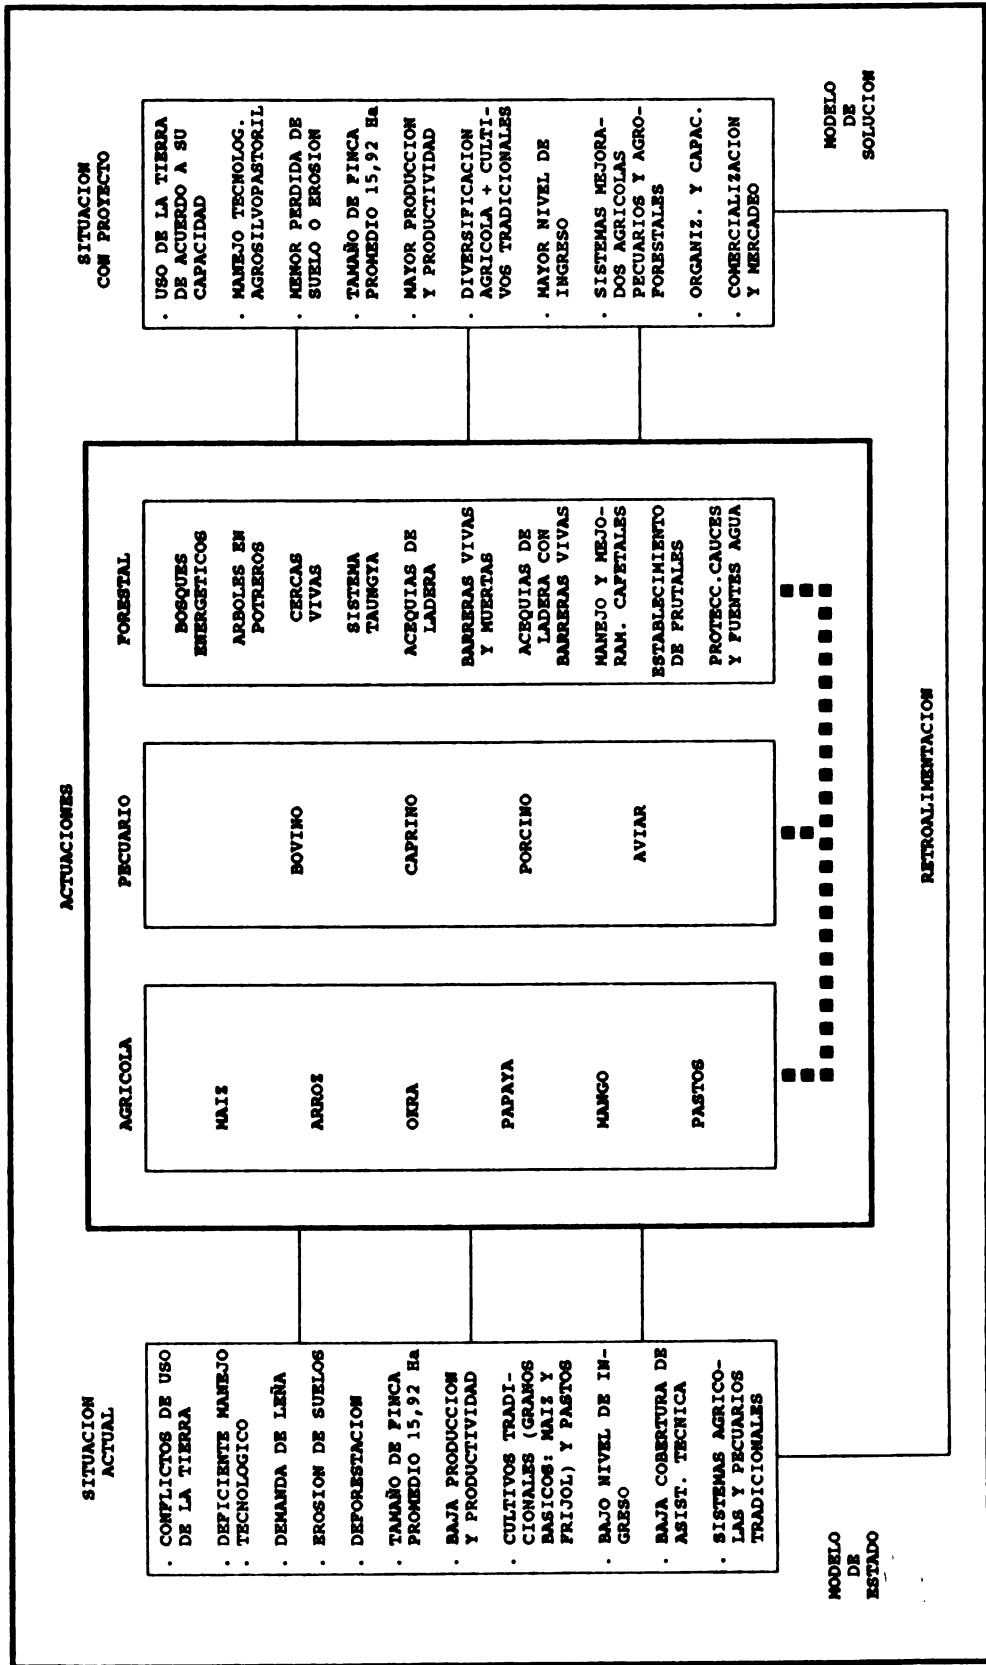 SITUACION
ACTUAL
. CONFLICTOS DE USO
DE LA TIERRA
. DEFICIENTE MANEJO
. TECNOLOGICO
. DEMANDA DE LEÑA
. EROSION DE SUELOS
. DEFORESTACION
. TAMAÑO DE FINCA
PROMEDIO 15,92 Ha
. BAJA PRODUCCION
Y PRODUCTIVIDAD
. CULTIVOS TRADI-
CIONALES (GRANOS
BASICOS: MAIZ Y
FRIJOL) Y PASTOS
. BAJO NIVEL DE IN-
GRESO
. BAJA COBERTURA DE
ASIST. TECNICA
. SISTEMAS AGRICO-
LAS Y PECUARIOS
TRADICIONALES
MODELO
DE
ESTADO
ACTUACIONES
AGRICOLA
MAIZ
ARROZ
OKRA
PAPAYA
MANGO
PASTOS
PECUARIO
BOVINO
CAPRINO
PORCINO
AVIAR
FORESTAL
BOSQUES
ENERGETICOS
ARBOLES EN
POTREROS
CERCAS
VIVAS
SISTEMA
TAUNGYA
ACEQUIAS DE
LADERA
BARRERAS VIVAS
Y MUERTAS
ACEQUIAS DE
LADERA CON
BARRERAS VIVAS
MANEJO Y MEJO-
RAM. CAFETALES
ESTABLECIMIENTO
DE FRUTALES
PROTECC.CAUCES
Y FUENTES AGUA
SITUACION
CON PROYECTO
. USO DE LA TIERRA
DE ACUERDO A SU
CAPACIDAD
. MANEJO TECNOLOG.
AGROSILVOPASTORIL
. MENOR PERDIDA DE
SUELO O EROSION
. TAMAÑO DE FINCA
PROMEDIO 15,92 Ha
. MAYOR PRODUCCION
Y PRODUCTIVIDAD
. DIVERSIFICACION
AGRICOLA + CULTI-
VOS TRADICIONALES
. MAYOR NIVEL DE
INGRESO
. SISTEMAS MEJORA-
DOS AGRICOLAS
PECUARIOS Y AGRO-
FORESTALES
. ORGANIZ. Y CAPAC.
. COMERCIALIZACION
Y MERCADEO
MODELO
DE
SOLUCION
RETROALIMENTACION